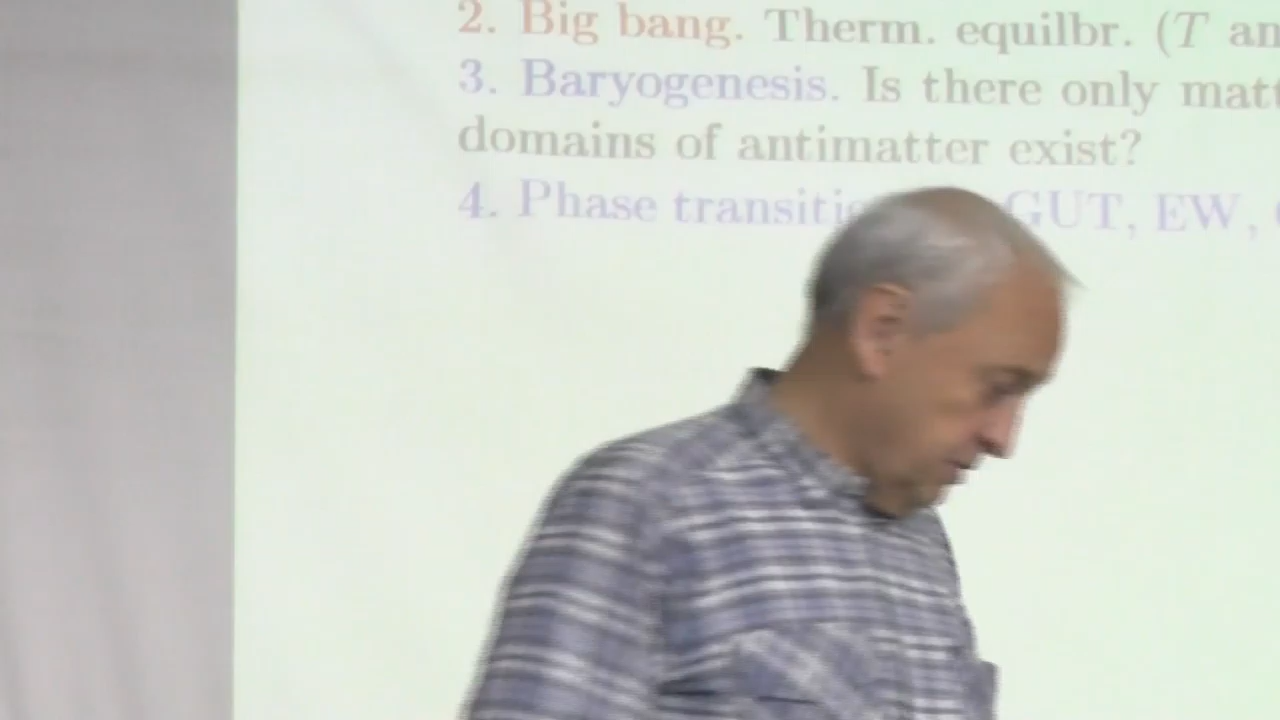 2. Big bang. Therm. equilbr. (T an
3. Baryogenesis. Is there only matt
domains of antimatter exist?
4. Phase transiti GUT, EW,